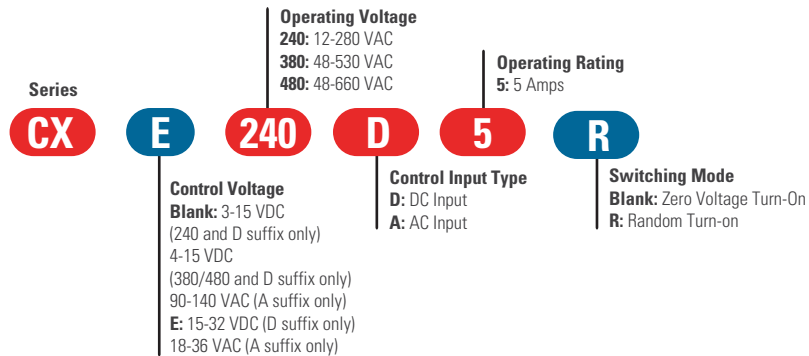 Operating Voltage
240: 12-280 VAC
380: 48-530 VAC
480: 48-660 VAC
Operating Rating
5: 5 Amps
Series
CX E 240 D 5 R
Control Voltage
Blank: 3-15 VDC
(240 and D suffix only)
4-15 VDC
(380/480 and D suffix only)
90-140 VAC (A suffix only)
E: 15-32 VDC (D suffix only)
18-36 VAC (A suffix only)
Control Input Type
D: DC Input
A: AC Input
Switching Mode
Blank: Zero Voltage Turn-On
R: Random Turn-on